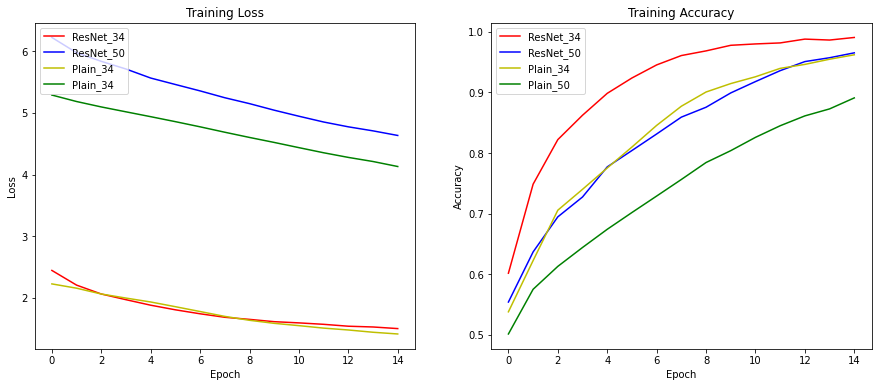 Training Loss
ResNet_34
ResNet_50
Plain_34
Plain_34
6
5
4
3
2
Loss
0 2 4 6 8 10 12 14
Epoch
Training Accuracy
ResNet_34
ResNet_50
Plain_34
Plain_50
1.0
0.9
0.8
0.7
0.6
0.5
Accuracy
0 2 4 6 8 10 12 14
Epoch